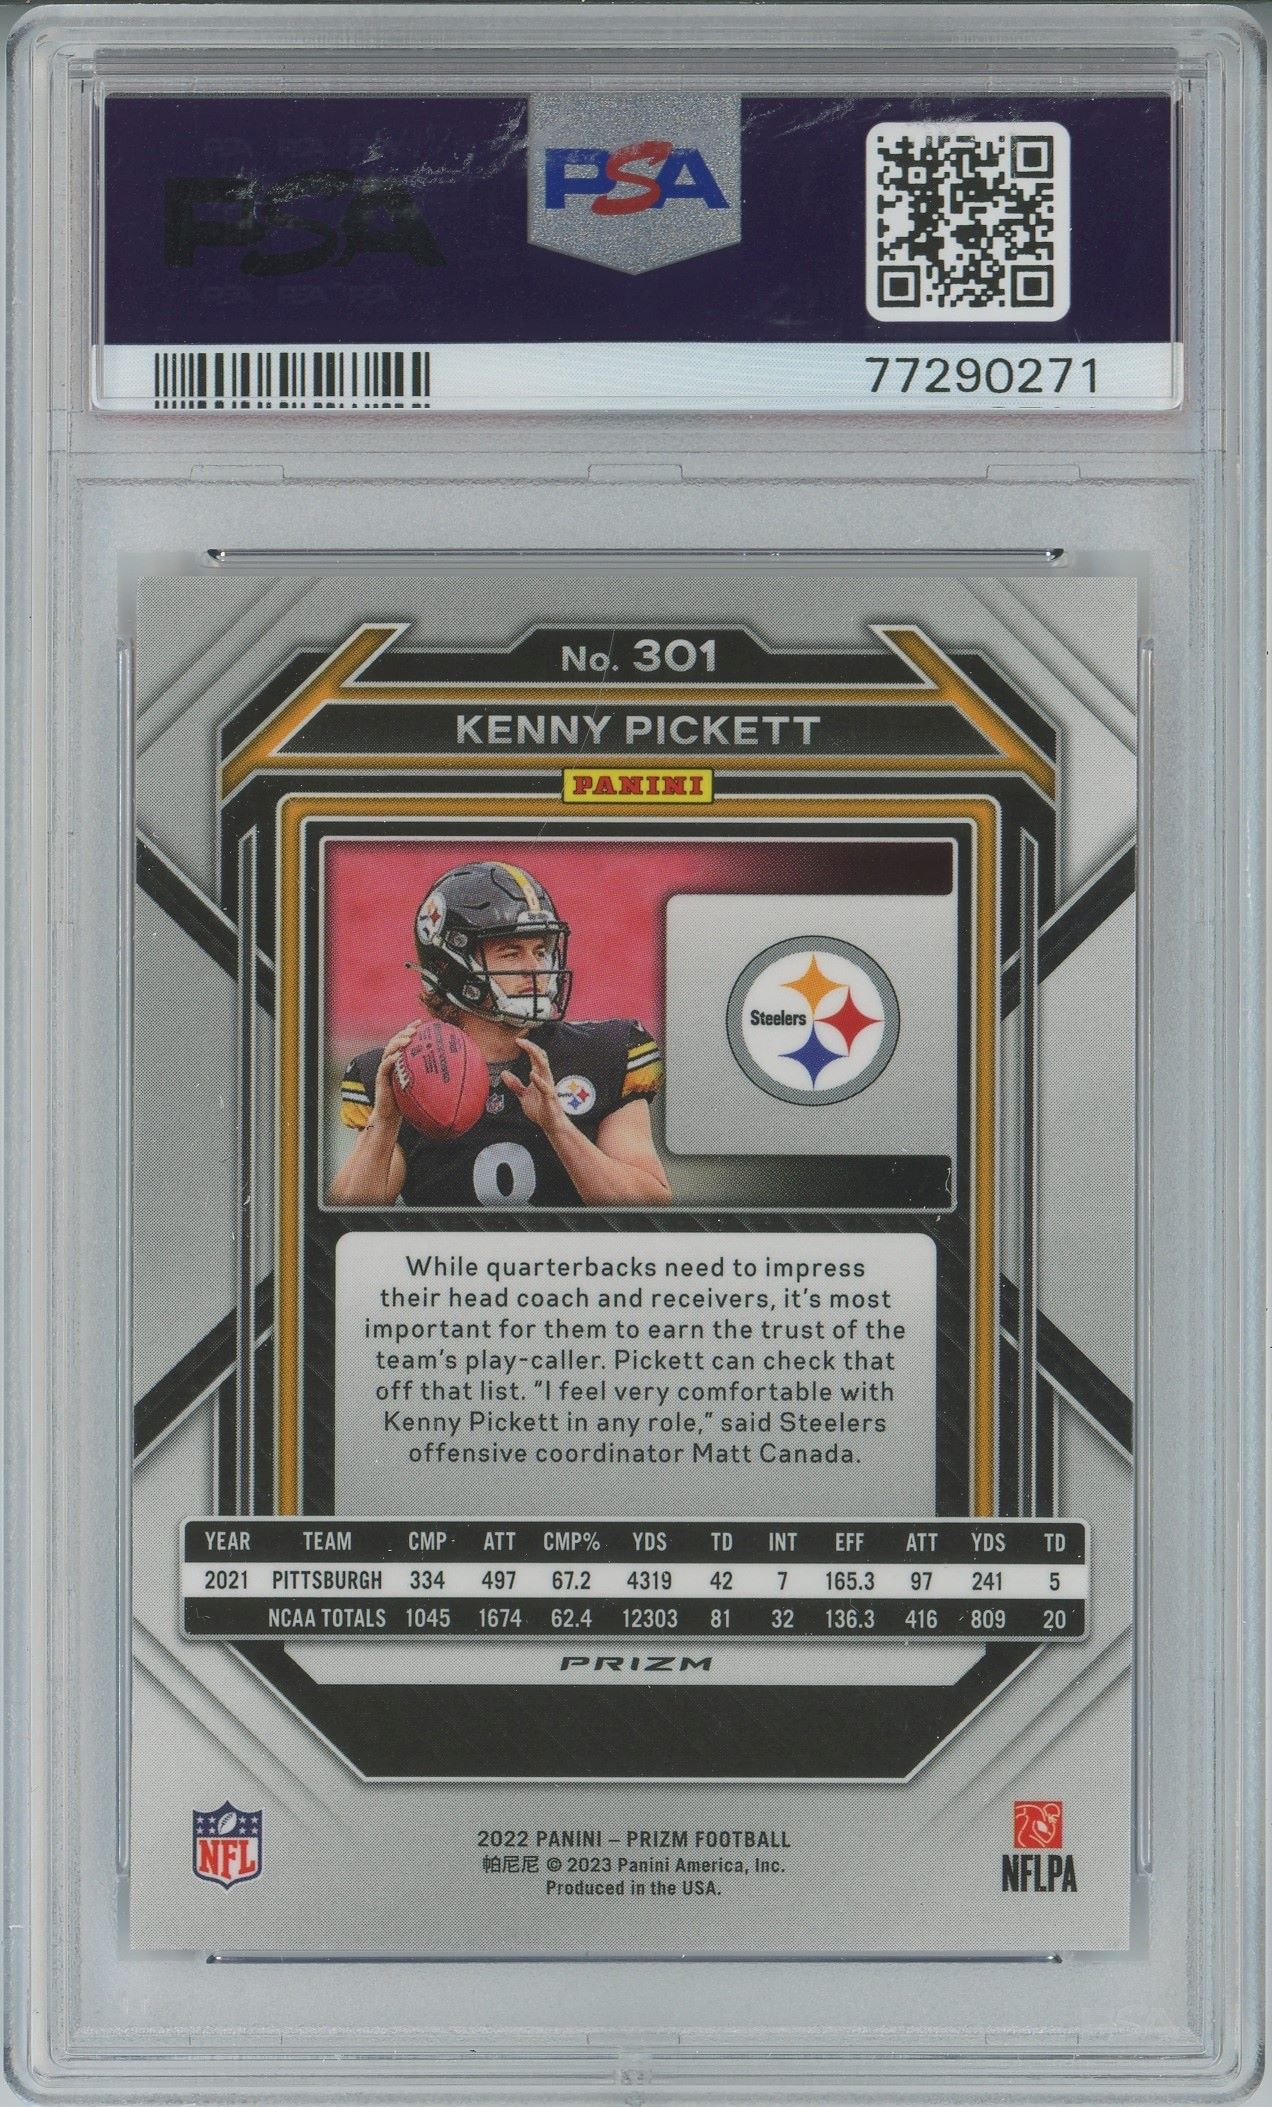 PSA
PSA
77290271
No. 301
KENNY PICKETT
PANINI
Steelers
0
While quarterbacks need to impress
their head coach and receivers, it's most
important for them to earn the trust of the
team's play-caller. Pickett can check that
off that list. "I feel very comfortable with
Kenny Pickett in any role," said Steelers
offensive coordinator Matt Canada.
YEAR TEAM CMP ATT CMP% YDS TD INT EFF ATT YDS TD
2021 PITTSBURGH 334 497 67.2 4319 42 7 165.3 97 241 5
NCAA TOTALS 1045 1674 62.4 12303 81 32 136.3 416 809 20
PRIZM
NFL
2022 PANINI – PRIZM FOOTBALL
帕尼尼 © 2023 Panini America, Inc.
Produced in the USA.
NFLPA